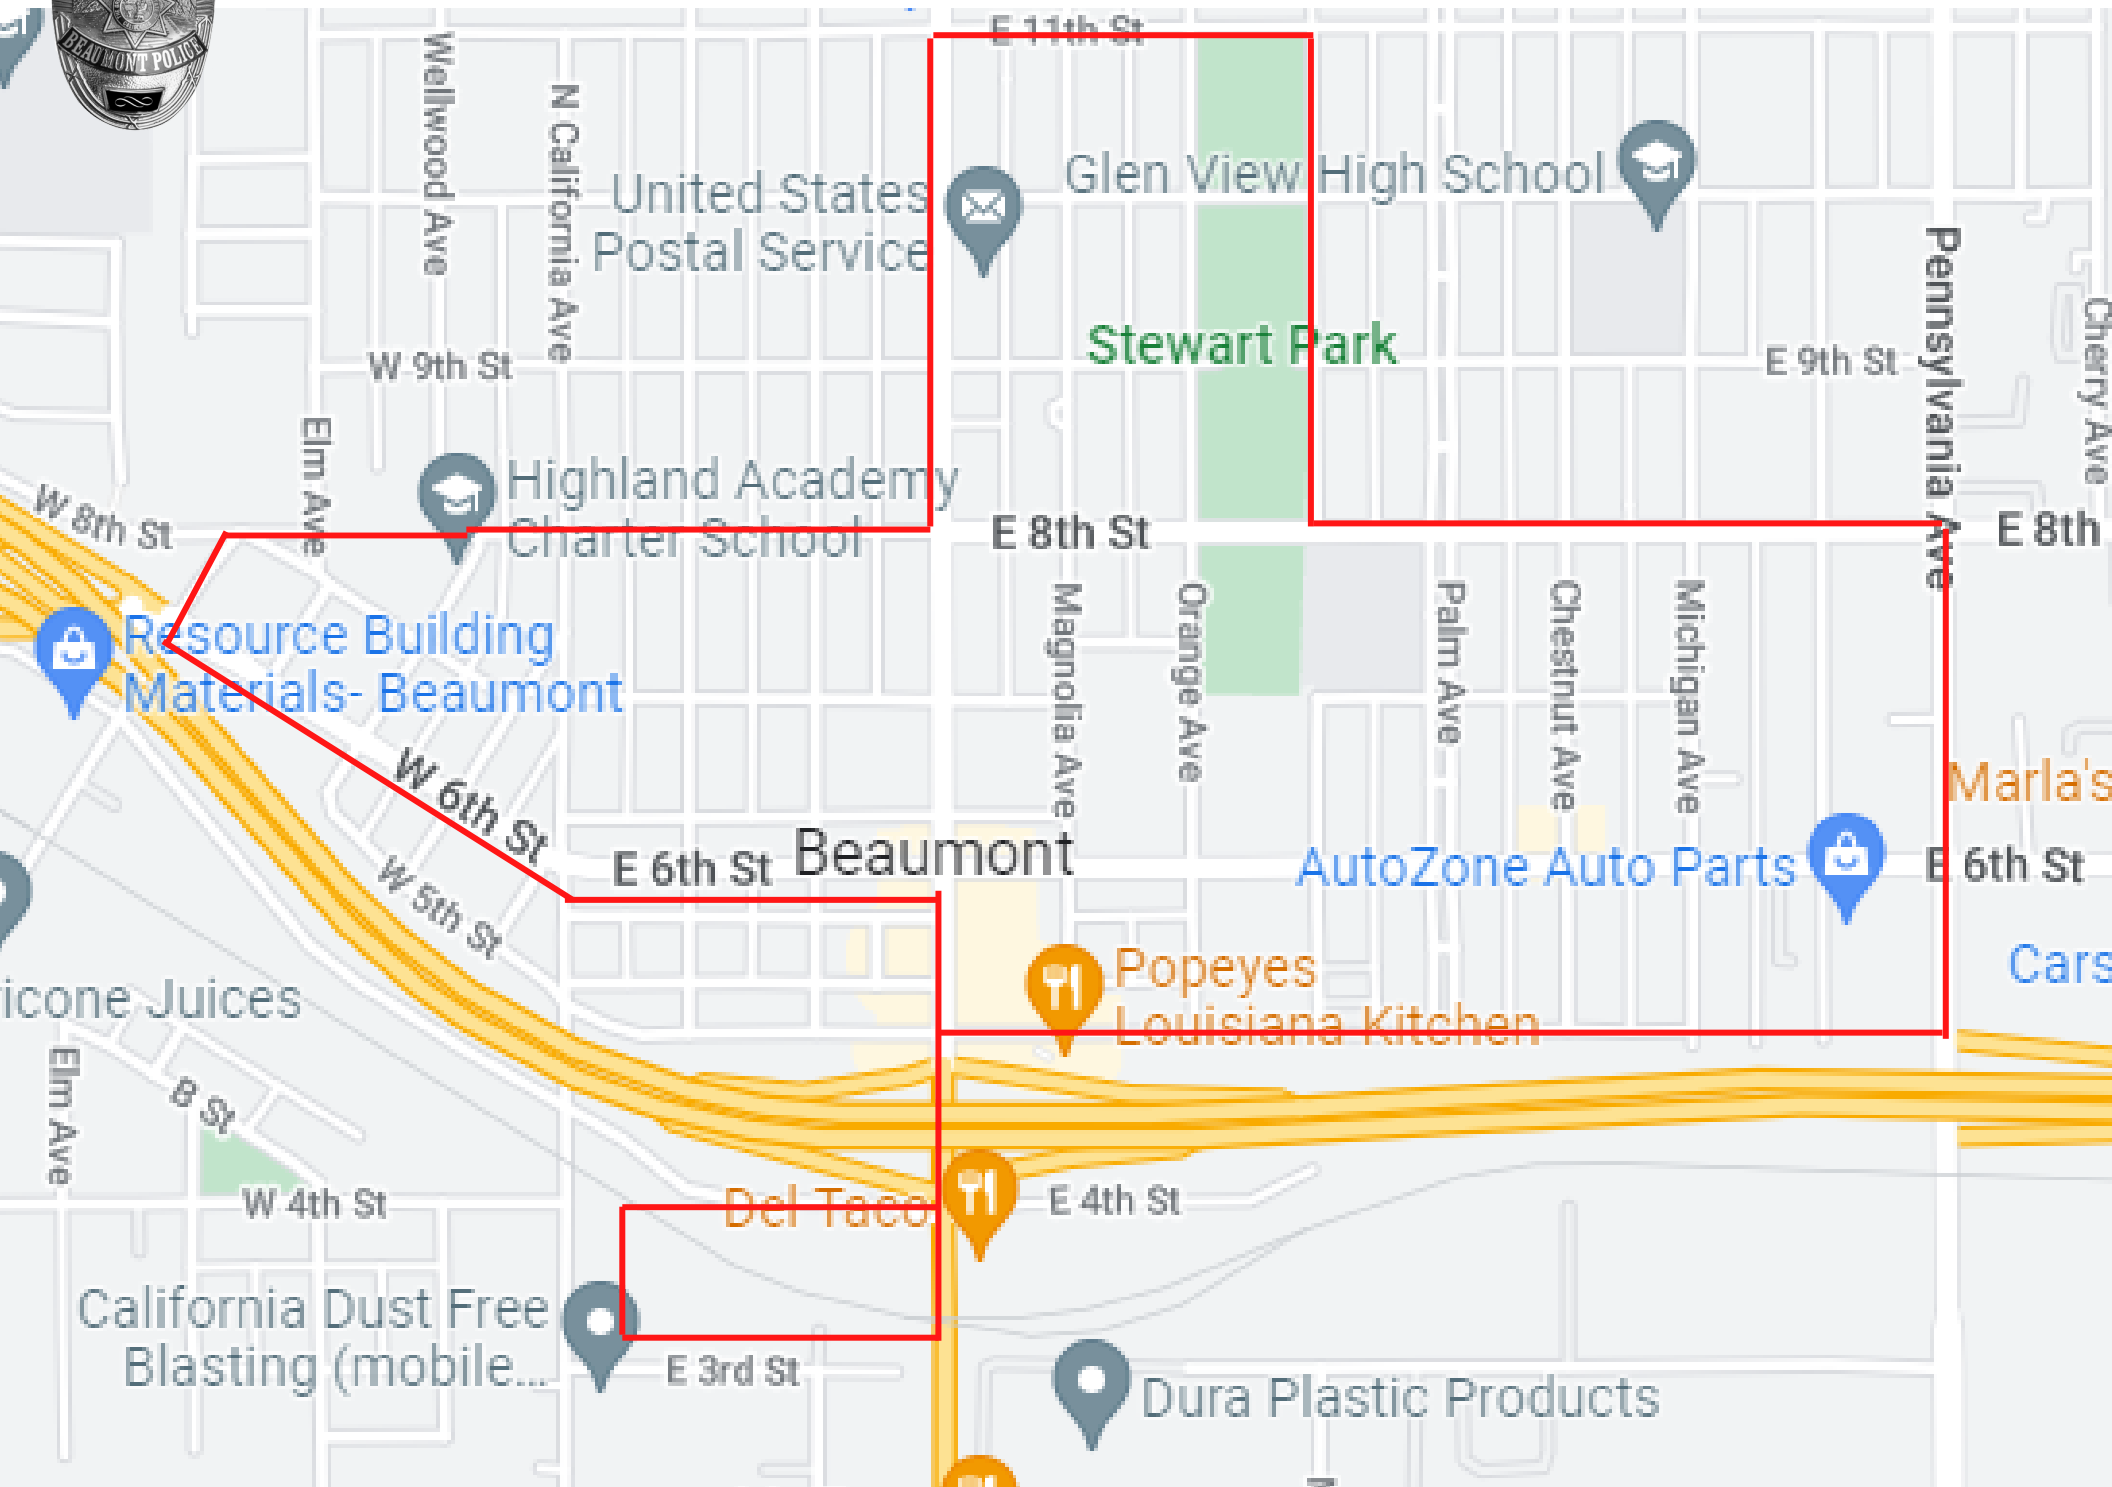 BEAUMONT POLICE
E 11th St
Wellwood Ave
N California Ave
United States
Postal Service
Glen View High School
Pennsylvania Ave
Cherry Ave
Stewart Park
W 9th St
E 9th St
Elm Ave
Highland Academy
Charter School
W 8th St
E 8th St
E 8th
Resource Building
Materials- Beaumont
Magnolia Ave
Orange Ave
Palm Ave
Chestnut Ave
Michigan Ave
W 6th St
Marla's
E 6th St
Beaumont
AutoZone Auto Parts
E 6th St
W 5th St
Popeyes
Louisiana Kitchen
Cars
icone Juices
Elm Ave
B St
W 4th St
Del Taco
E 4th St
California Dust Free
Blasting (mobile...
E 3rd St
Dura Plastic Products